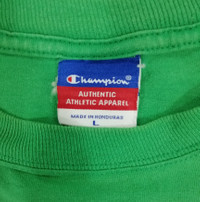 Champion
AUTHENTIC
ATHLETIC APPAREL
MADE IN HONDURAS
L